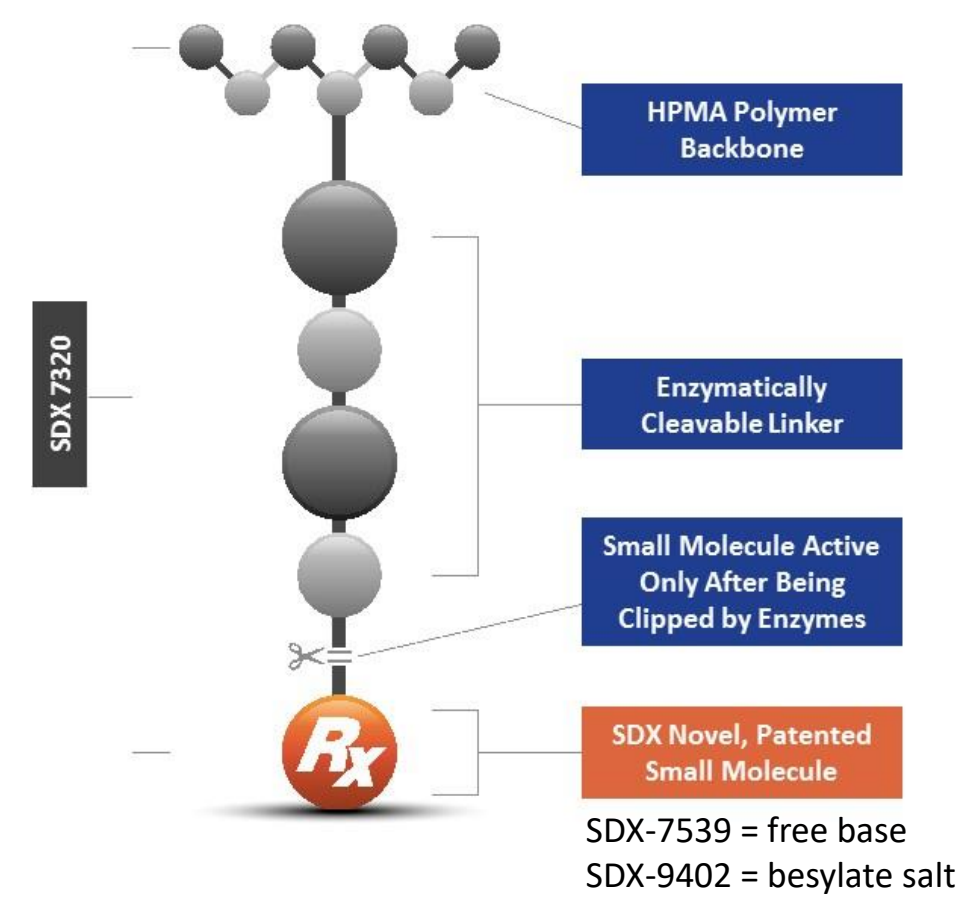 HPMA Polymer
Backbone
SDX 7320
Enzymatically
Cleavable Linker
Small Molecule Active
Only After Being
Clipped by Enzymes
Rx
SDX Novel, Patented
Small Molecule
SDX-7539 = free base
SDX-9402 = besylate salt